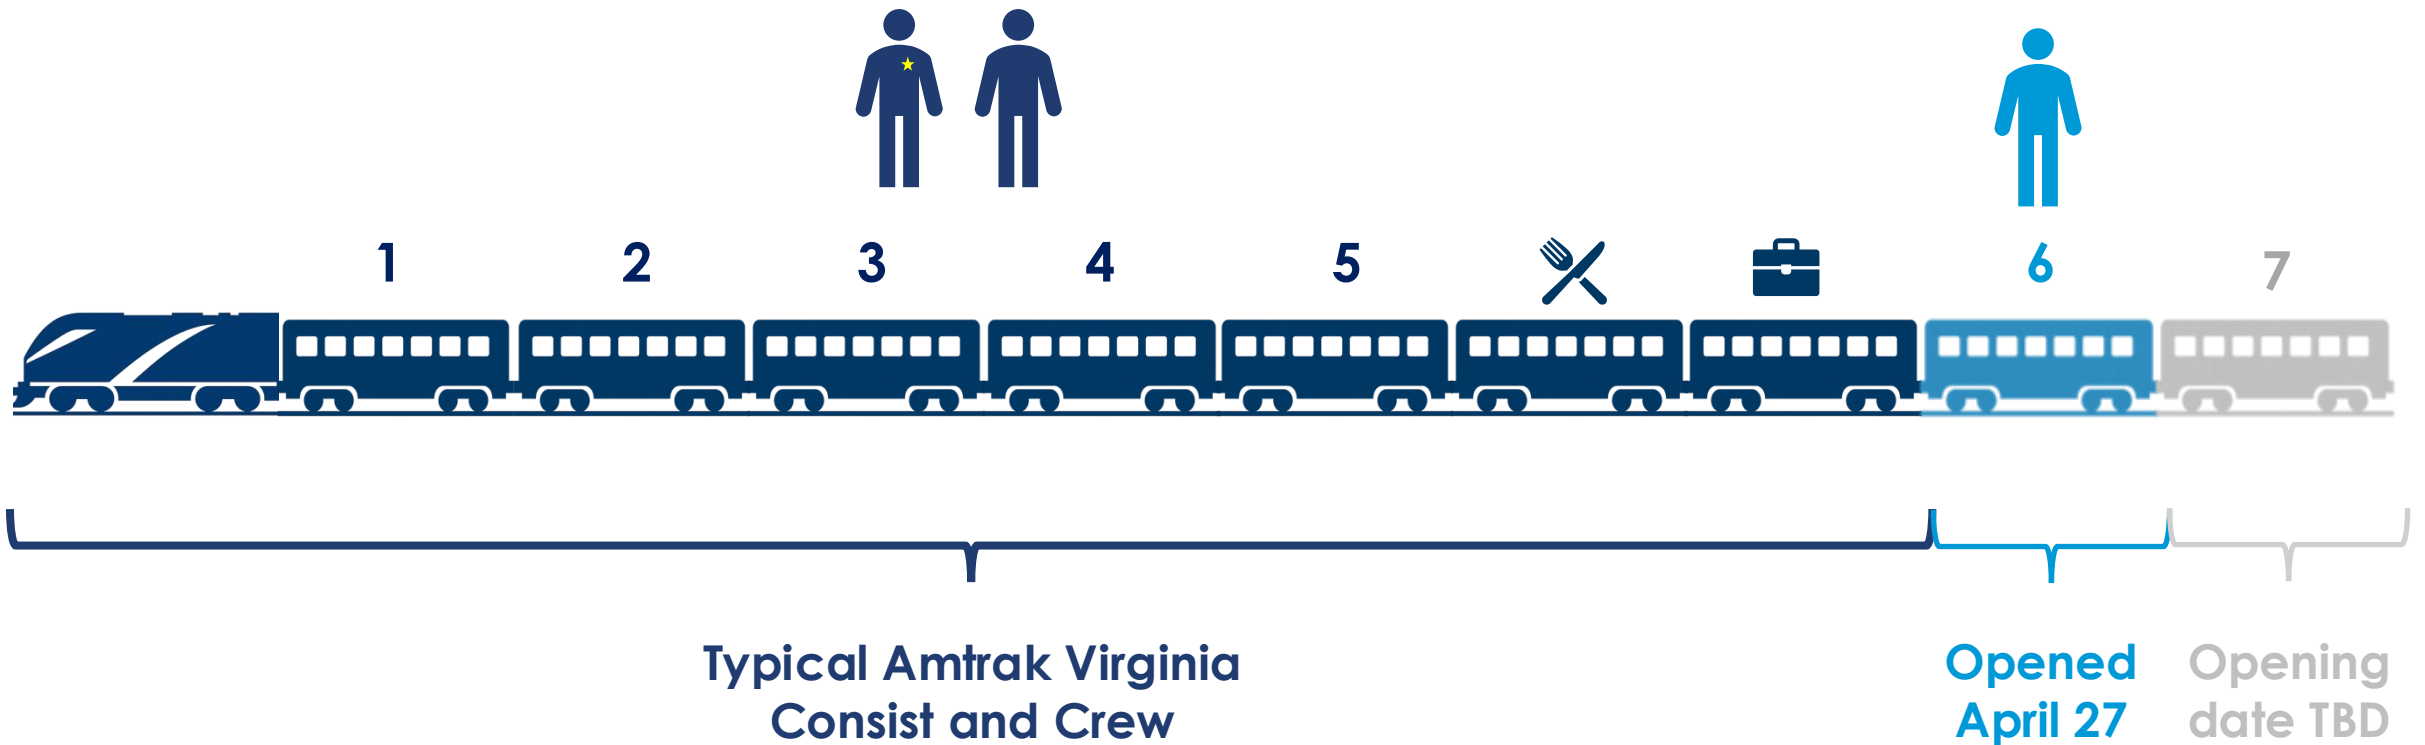 1 2 3 4 5 6 7
Typical Amtrak Virginia
Consist and Crew
Opened
April 27
Opening
date TBD